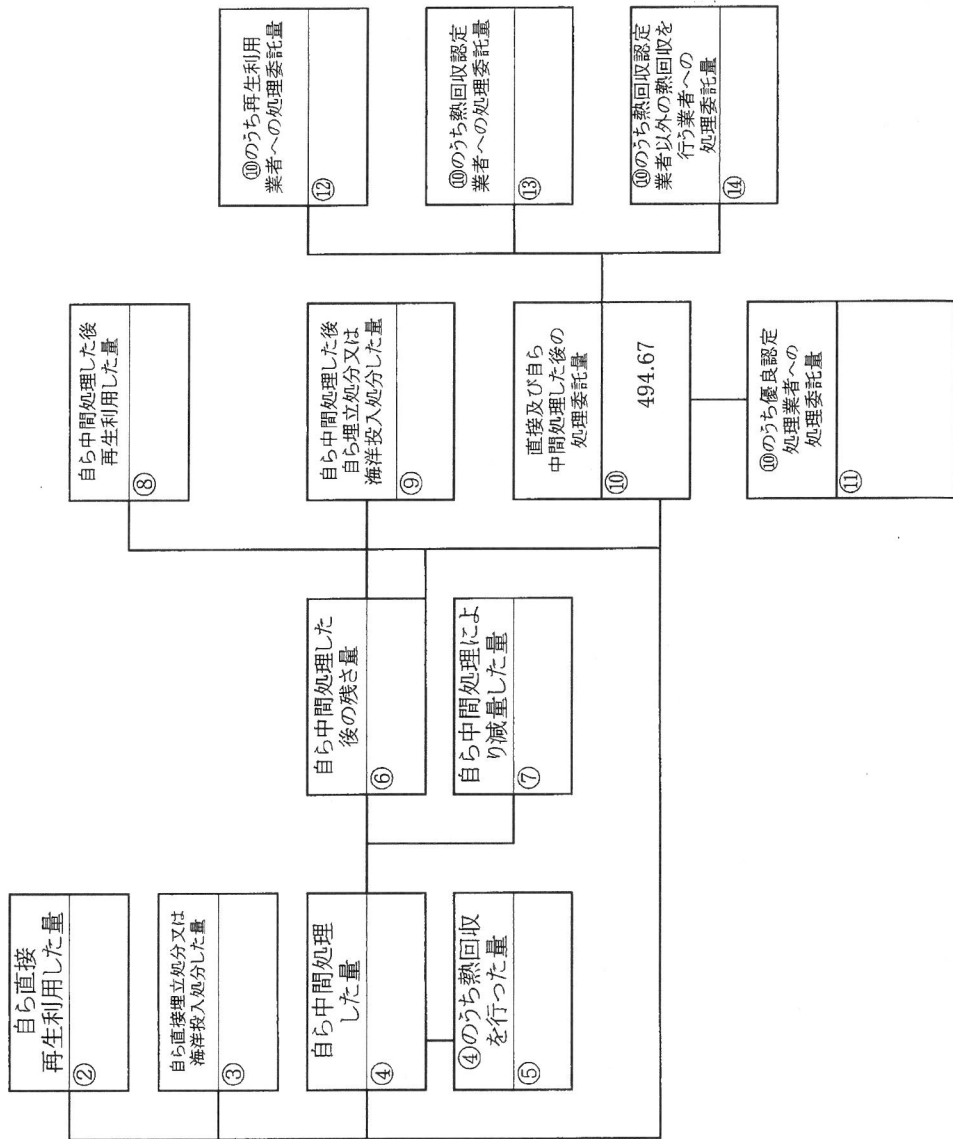 自ら直接
再生利用した量
②
自ら直接埋立処分又は
海洋投入処分した量
③
自ら中間処理
した量
④
④のうち熱回収
を行った量
⑤
自ら中間処理した
後の残さ量
⑥
自ら中間処理によ
り減量した量
⑦
自ら中間処理した後
再生利用した量
⑧
自ら中間処理した後
自ら埋立処分又は
海洋投入処分した量
⑨
直接及び自ら
中間処理した後の
処理委託量
⑩
494.67
⑩のうち優良認定
処理業者への
処理委託量
⑪
⑩のうち再生利用
業者への処理委託量
⑫
⑩のうち熱回収認定
業者への処理委託量
⑬
⑩のうち熱回収認定
業者以外の熱回収を
行う業者への
処理委託量
⑭